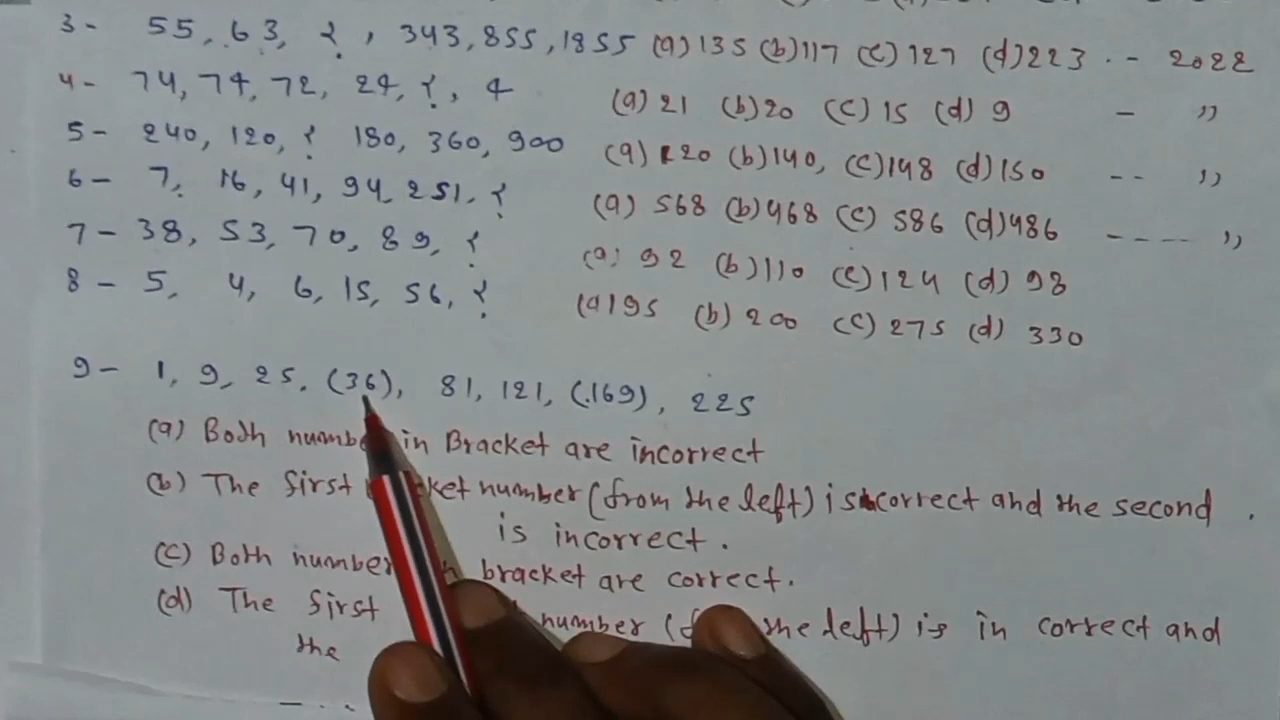 3- 55, 63, ?, 343, 855, 1855 (a) 135 (b) 117 (c) 127 (d) 223 .- 2022
4- 74, 74, 72, 24, ?, 4 (a) 21 (b) 20 (c) 15 (d) 9 - ,,
5- 240, 120, ? 180, 360, 900 (a) 120 (b) 140, (c) 148 (d) 150 -- ,,
6- 7, 16, 41, 94, 251, ? (a) 568 (b) 468 (c) 586 (d) 486 ---- ,,
7- 38, 53, 70, 89, ? (a) 92 (b) 110 (c) 124 (d) 98
8- 5, 4, 6, 15, 56, ? (a) 95 (b) 200 (c) 275 (d) 330
9- 1, 9, 25, (36), 81, 121, (169), 225
(a) Both in Bracket are incorrect
(b) The first number (from the left) is correct and the second
is incorrect.
(c) Both number bracket are correct.
(d) The first number the left) is in correct and
the